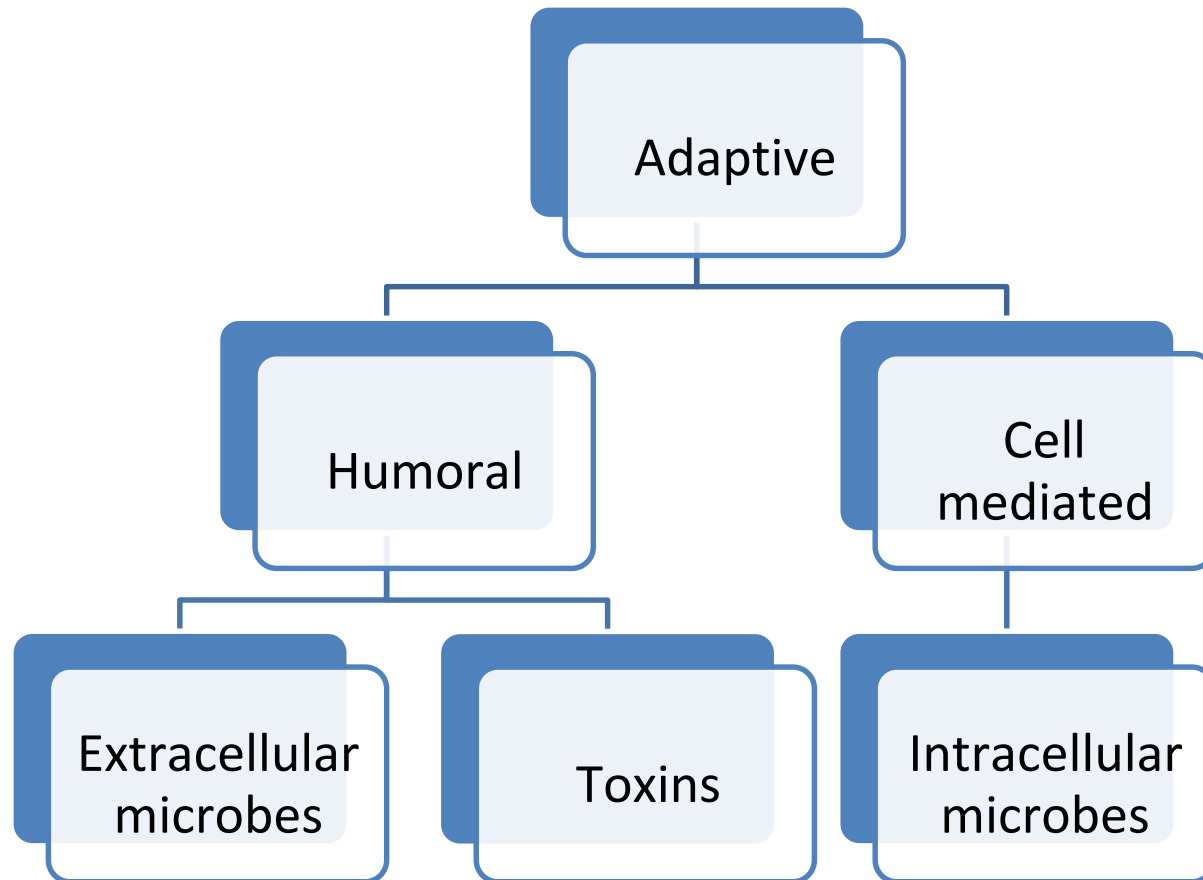 Adaptive
Humoral
Cell
mediated
Extracellular
microbes
Toxins
Intracellular
microbes